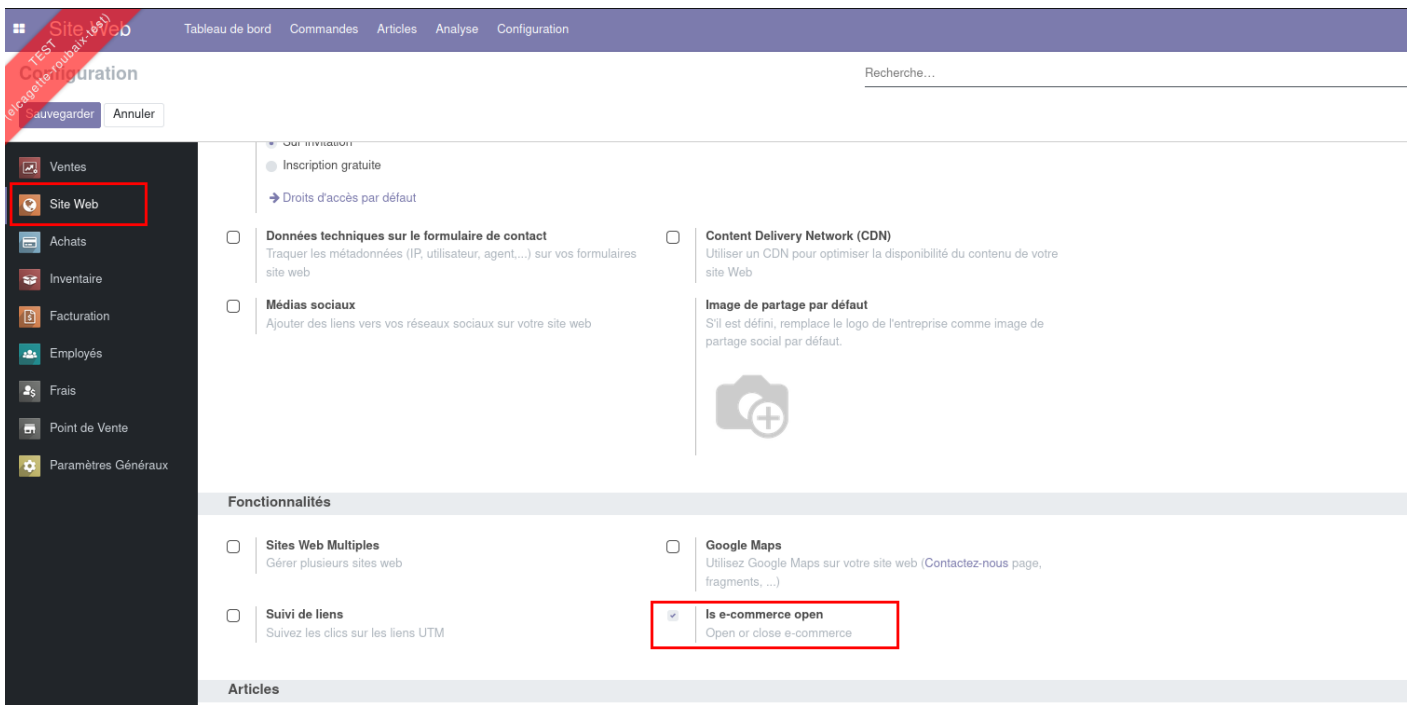 Site Web
Tableau de bord Commandes Articles Analyse Configuration
TEST
(elcagette-roubaix-test)
Configuration
Recherche...
Sauvegarder Annuler
Ventes
Site Web
Achats
Inventaire
Facturation
Employés
Frais
Point de Vente
Paramètres Généraux
Sur invitation
Inscription gratuite
Droits d'accès par défaut
Données techniques sur le formulaire de contact
Traquer les métadonnées (IP, utilisateur, agent,...) sur vos formulaires
site web
Content Delivery Network (CDN)
Utiliser un CDN pour optimiser la disponibilité du contenu de votre
site Web
Médias sociaux
Ajouter des liens vers vos réseaux sociaux sur votre site web
Image de partage par défaut
S'il est défini, remplace le logo de l'entreprise comme image de
partage social par défaut.
Fonctionnalités
Sites Web Multiples
Gérer plusieurs sites web
Google Maps
Utilisez Google Maps sur votre site web (Contactez-nous page,
fragments, ...)
Suivi de liens
Suivez les clics sur les liens UTM
Is e-commerce open
Open or close e-commerce
Articles